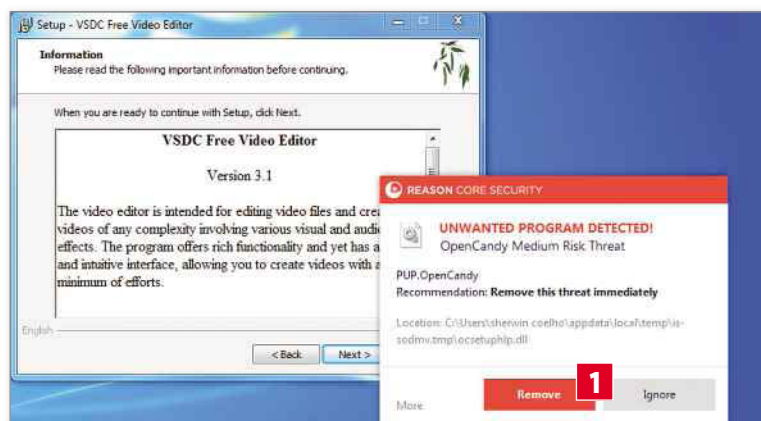 Setup - VSDC Free Video Editor
Information
Please read the following important information before continuing.
When you are ready to continue with Setup, click Next.
VSDC Free Video Editor
Version 3.1
The video editor is intended for editing video files and crea
videos of any complexity involving various visual and audio
effects. The program offers rich functionality and yet has a
and intuitive interface, allowing you to create videos with a
minimum of efforts.
English
< Back
Next >
REASON CORE SECURITY
UNWANTED PROGRAM DETECTED!
OpenCandy Medium Risk Threat
PUP.OpenCandy
Recommendation: Remove this threat immediately
Location: C:\Users\sherwin coelho\appdata\local\temp\is-
sodmv.tmp\ocsetuphlp.dll
More
Remove
1
Ignore